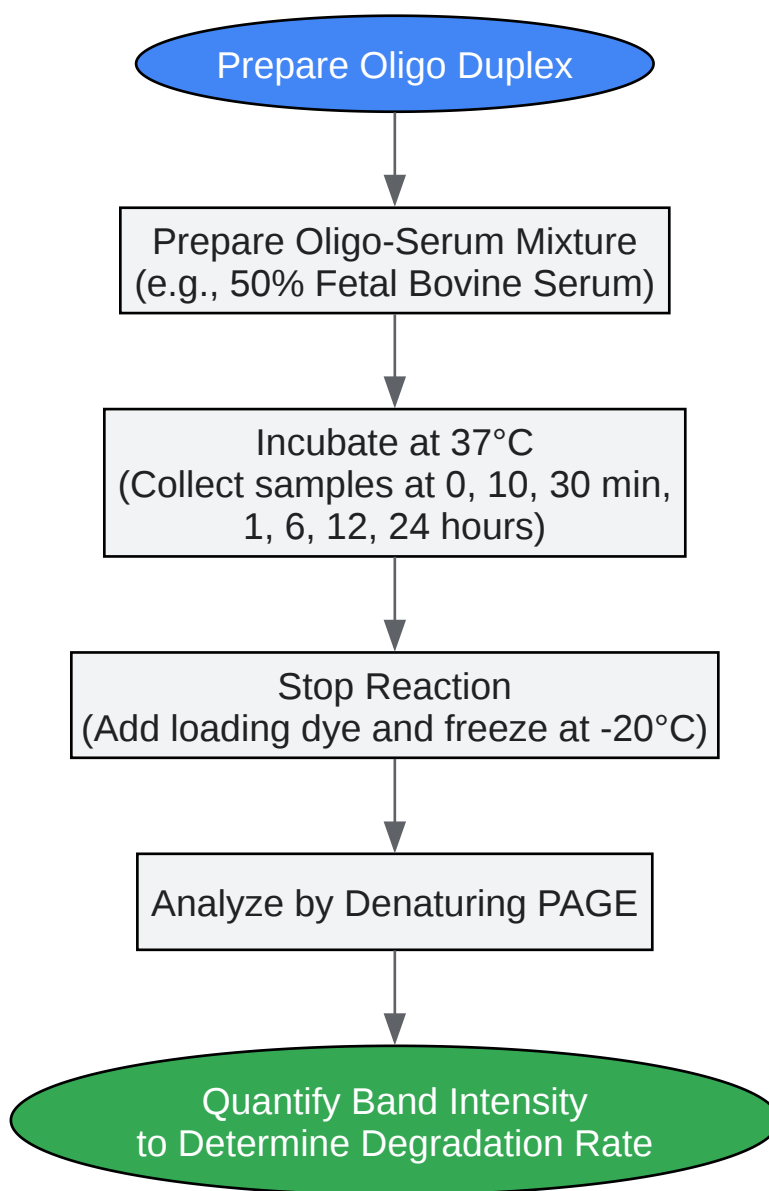 Prepare Oligo Duplex
Prepare Oligo-Serum Mixture
(e.g., 50% Fetal Bovine Serum)
Incubate at 37°C
(Collect samples at 0, 10, 30 min,
1, 6, 12, 24 hours)
Stop Reaction
(Add loading dye and freeze at -20°C)
Analyze by Denaturing PAGE
Quantify Band Intensity
to Determine Degradation Rate